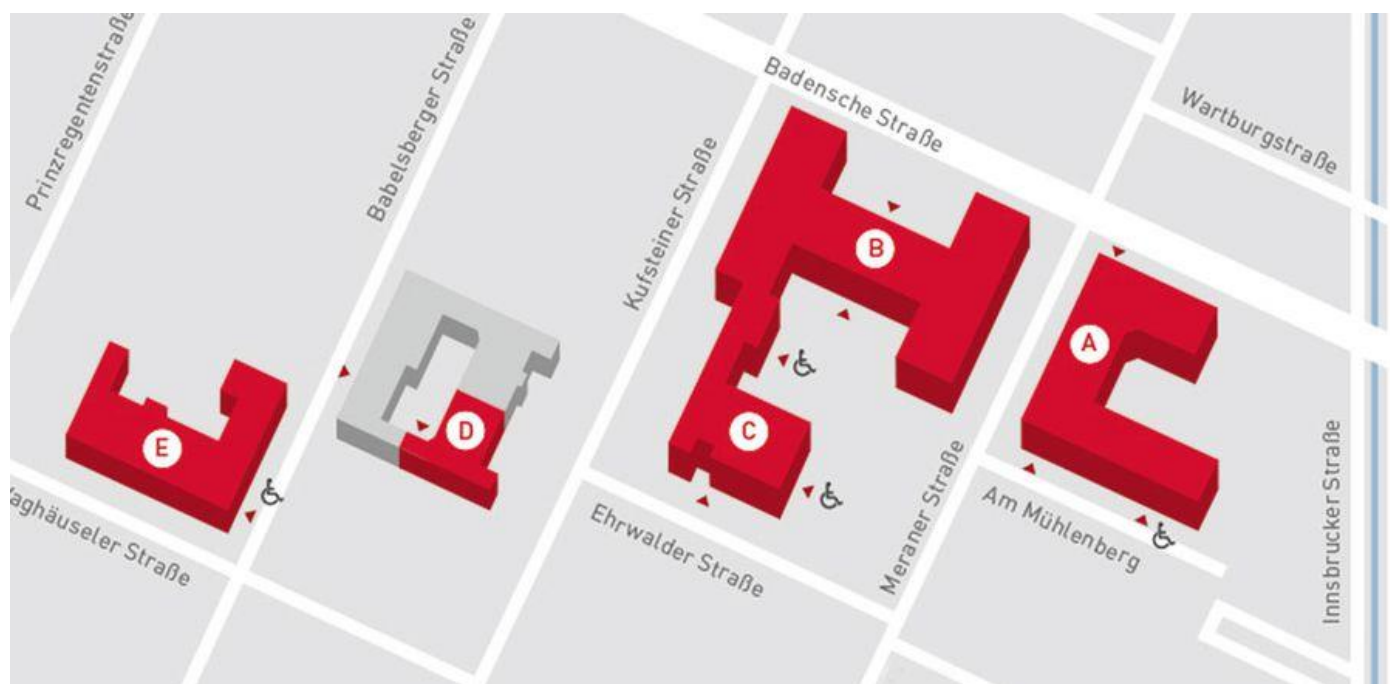 Prinzregentenstraße
Babelsberger Straße
Badensche Straße
Wartburgstraße
Kufsteiner Straße
B
A
C
D
E
Innsbrucker Straße
Meraner Straße
Am Mühlenberg
Ehrwalder Straße
aghäuseler Straße